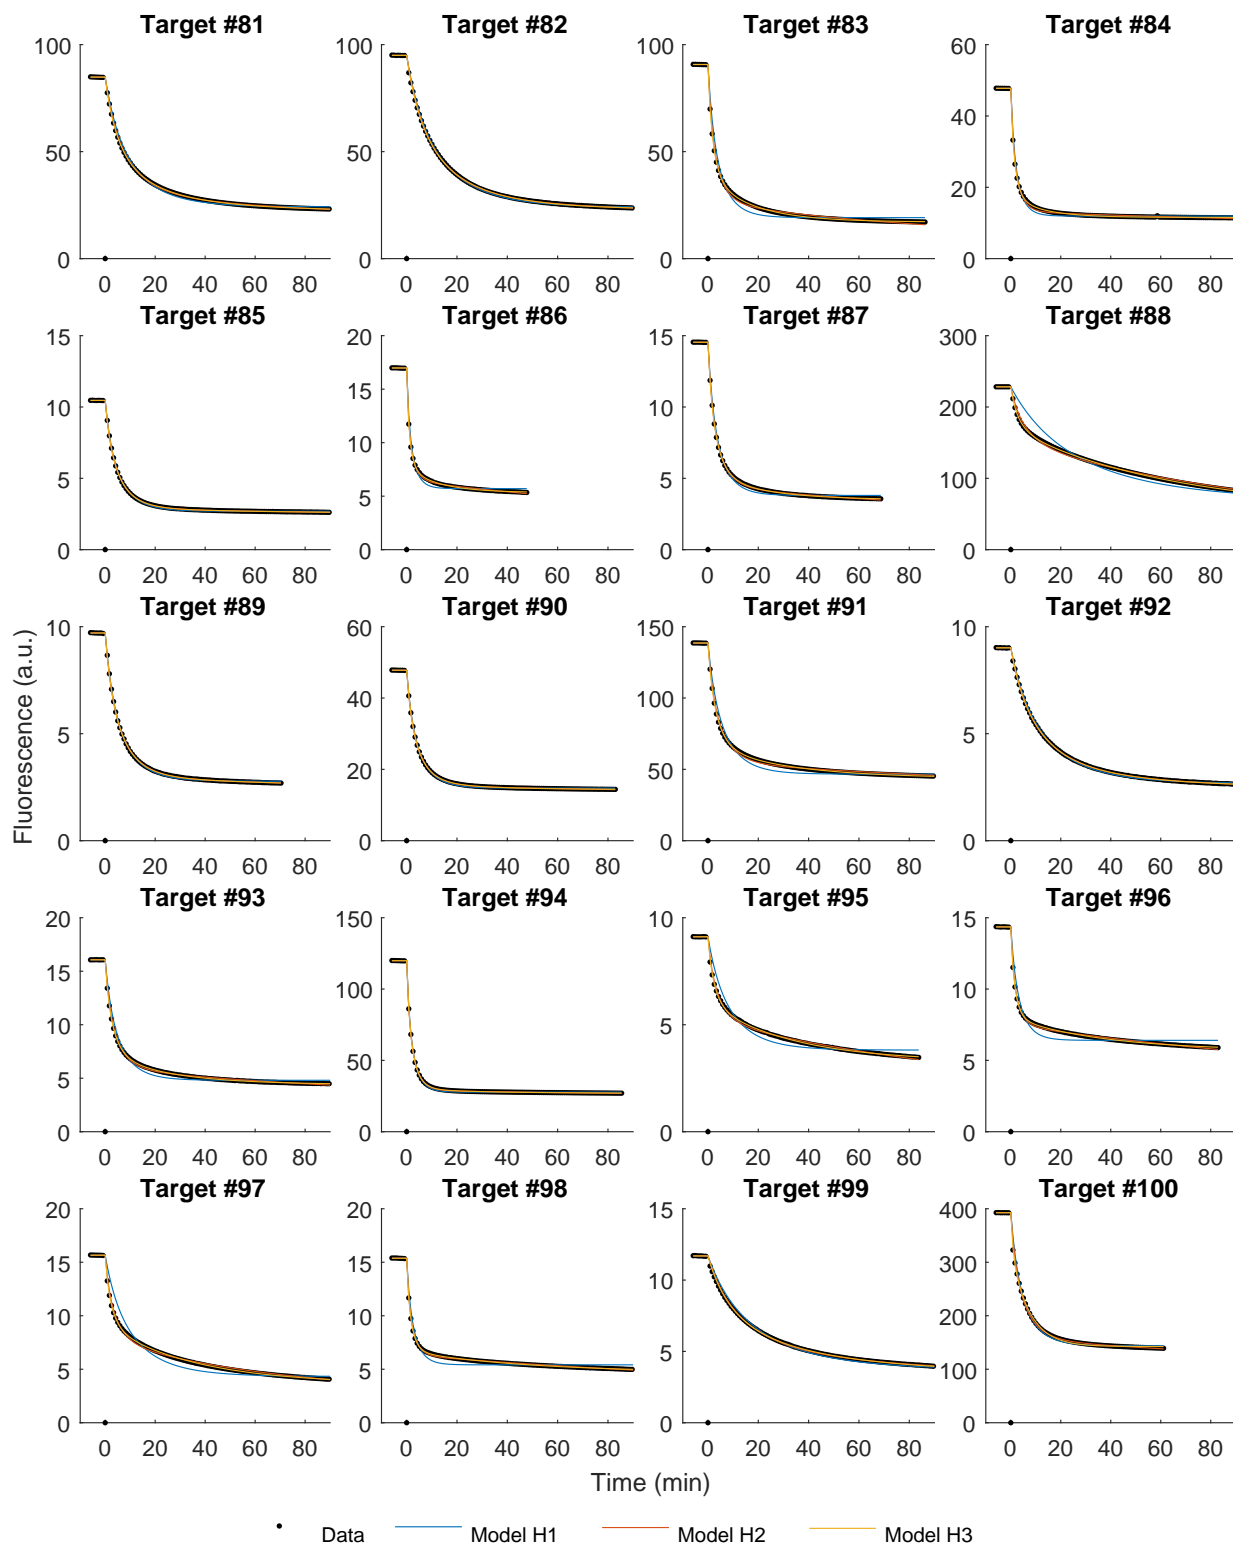 Target #81 Target #82 Target #83 Target #84
100 100 100 60
50 50 50 40
20
0 0 0 0
0 20 40 60 80 0 20 40 60 80 0 20 40 60 80 0 20 40 60 80
Target #85 Target #86 Target #87 Target #88
15 20 15 300
10 15 10 200
10
5 5 5 100
0 0 0 0
0 20 40 60 80 0 20 40 60 80 0 20 40 60 80 0 20 40 60 80
Fluorescence (a.u.)
Target #89 Target #90 Target #91 Target #92
10 60 150 10
5 40 100 5
20 50
0 0 0 0
0 20 40 60 80 0 20 40 60 80 0 20 40 60 80 0 20 40 60 80
Target #93 Target #94 Target #95 Target #96
20 150 10 15
15 100 5 10
10 50 5
5
0 0 0 0
0 20 40 60 80 0 20 40 60 80 0 20 40 60 80 0 20 40 60 80
Target #97 Target #98 Target #99 Target #100
20 20 15 400
15 15 10 300
10 10 5 200
5 5 100
0 0 0 0
0 20 40 60 80 0 20 40 60 80 0 20 40 60 80 0 20 40 60 80
Time (min)
Data Model H1 Model H2 Model H3